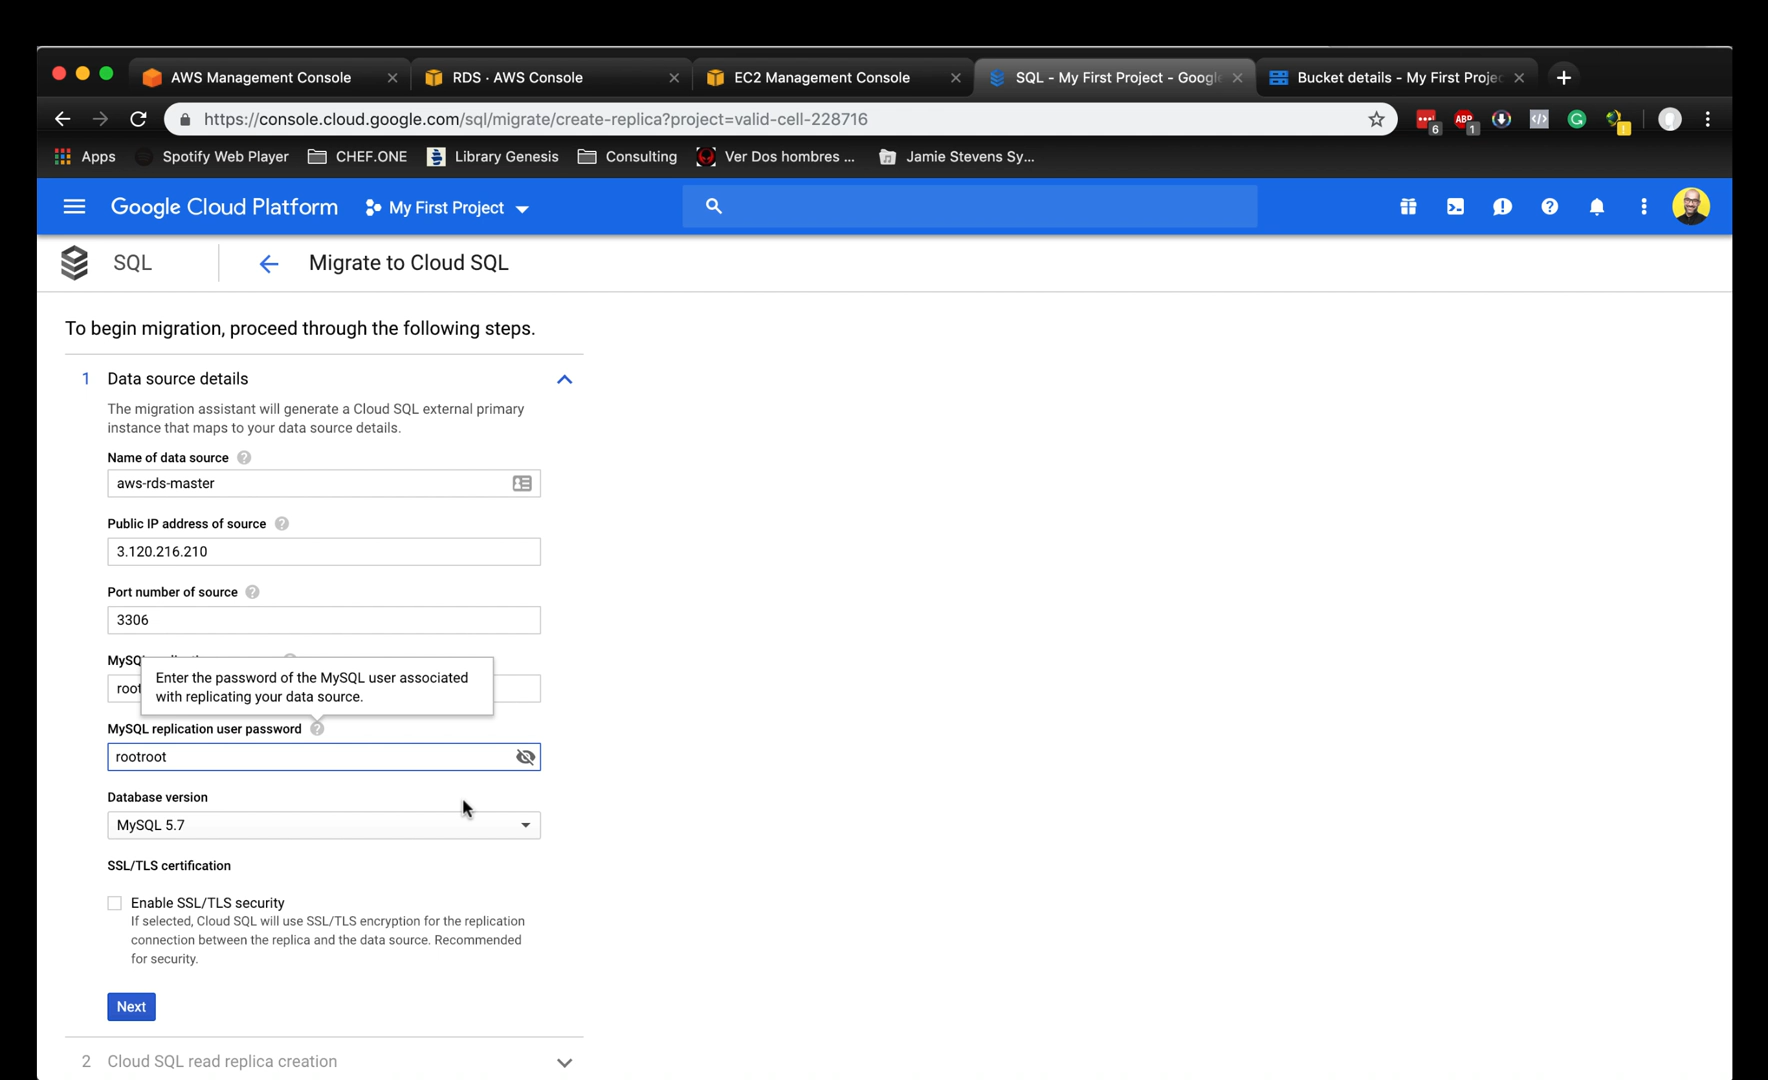 AWS Management Console
RDS · AWS Console
EC2 Management Console
SQL - My First Project - Google
Bucket details - My First Projec
https://console.cloud.google.com/sql/migrate/create-replica?project=valid-cell-228716
6
ABP
1
Apps
Spotify Web Player
CHEF.ONE
Library Genesis
Consulting
Ver Dos hombres ...
Jamie Stevens Sy...
Google Cloud Platform
My First Project
SQL
Migrate to Cloud SQL
To begin migration, proceed through the following steps.
1 Data source details
The migration assistant will generate a Cloud SQL external primary
instance that maps to your data source details.
Name of data source
aws-rds-master
Public IP address of source
3.120.216.210
Port number of source
3306
MySQ
root
Enter the password of the MySQL user associated
with replicating your data source.
MySQL replication user password
rootroot
Database version
MySQL 5.7
SSL/TLS certification
Enable SSL/TLS security
If selected, Cloud SQL will use SSL/TLS encryption for the replication
connection between the replica and the data source. Recommended
for security.
Next
2 Cloud SQL read replica creation